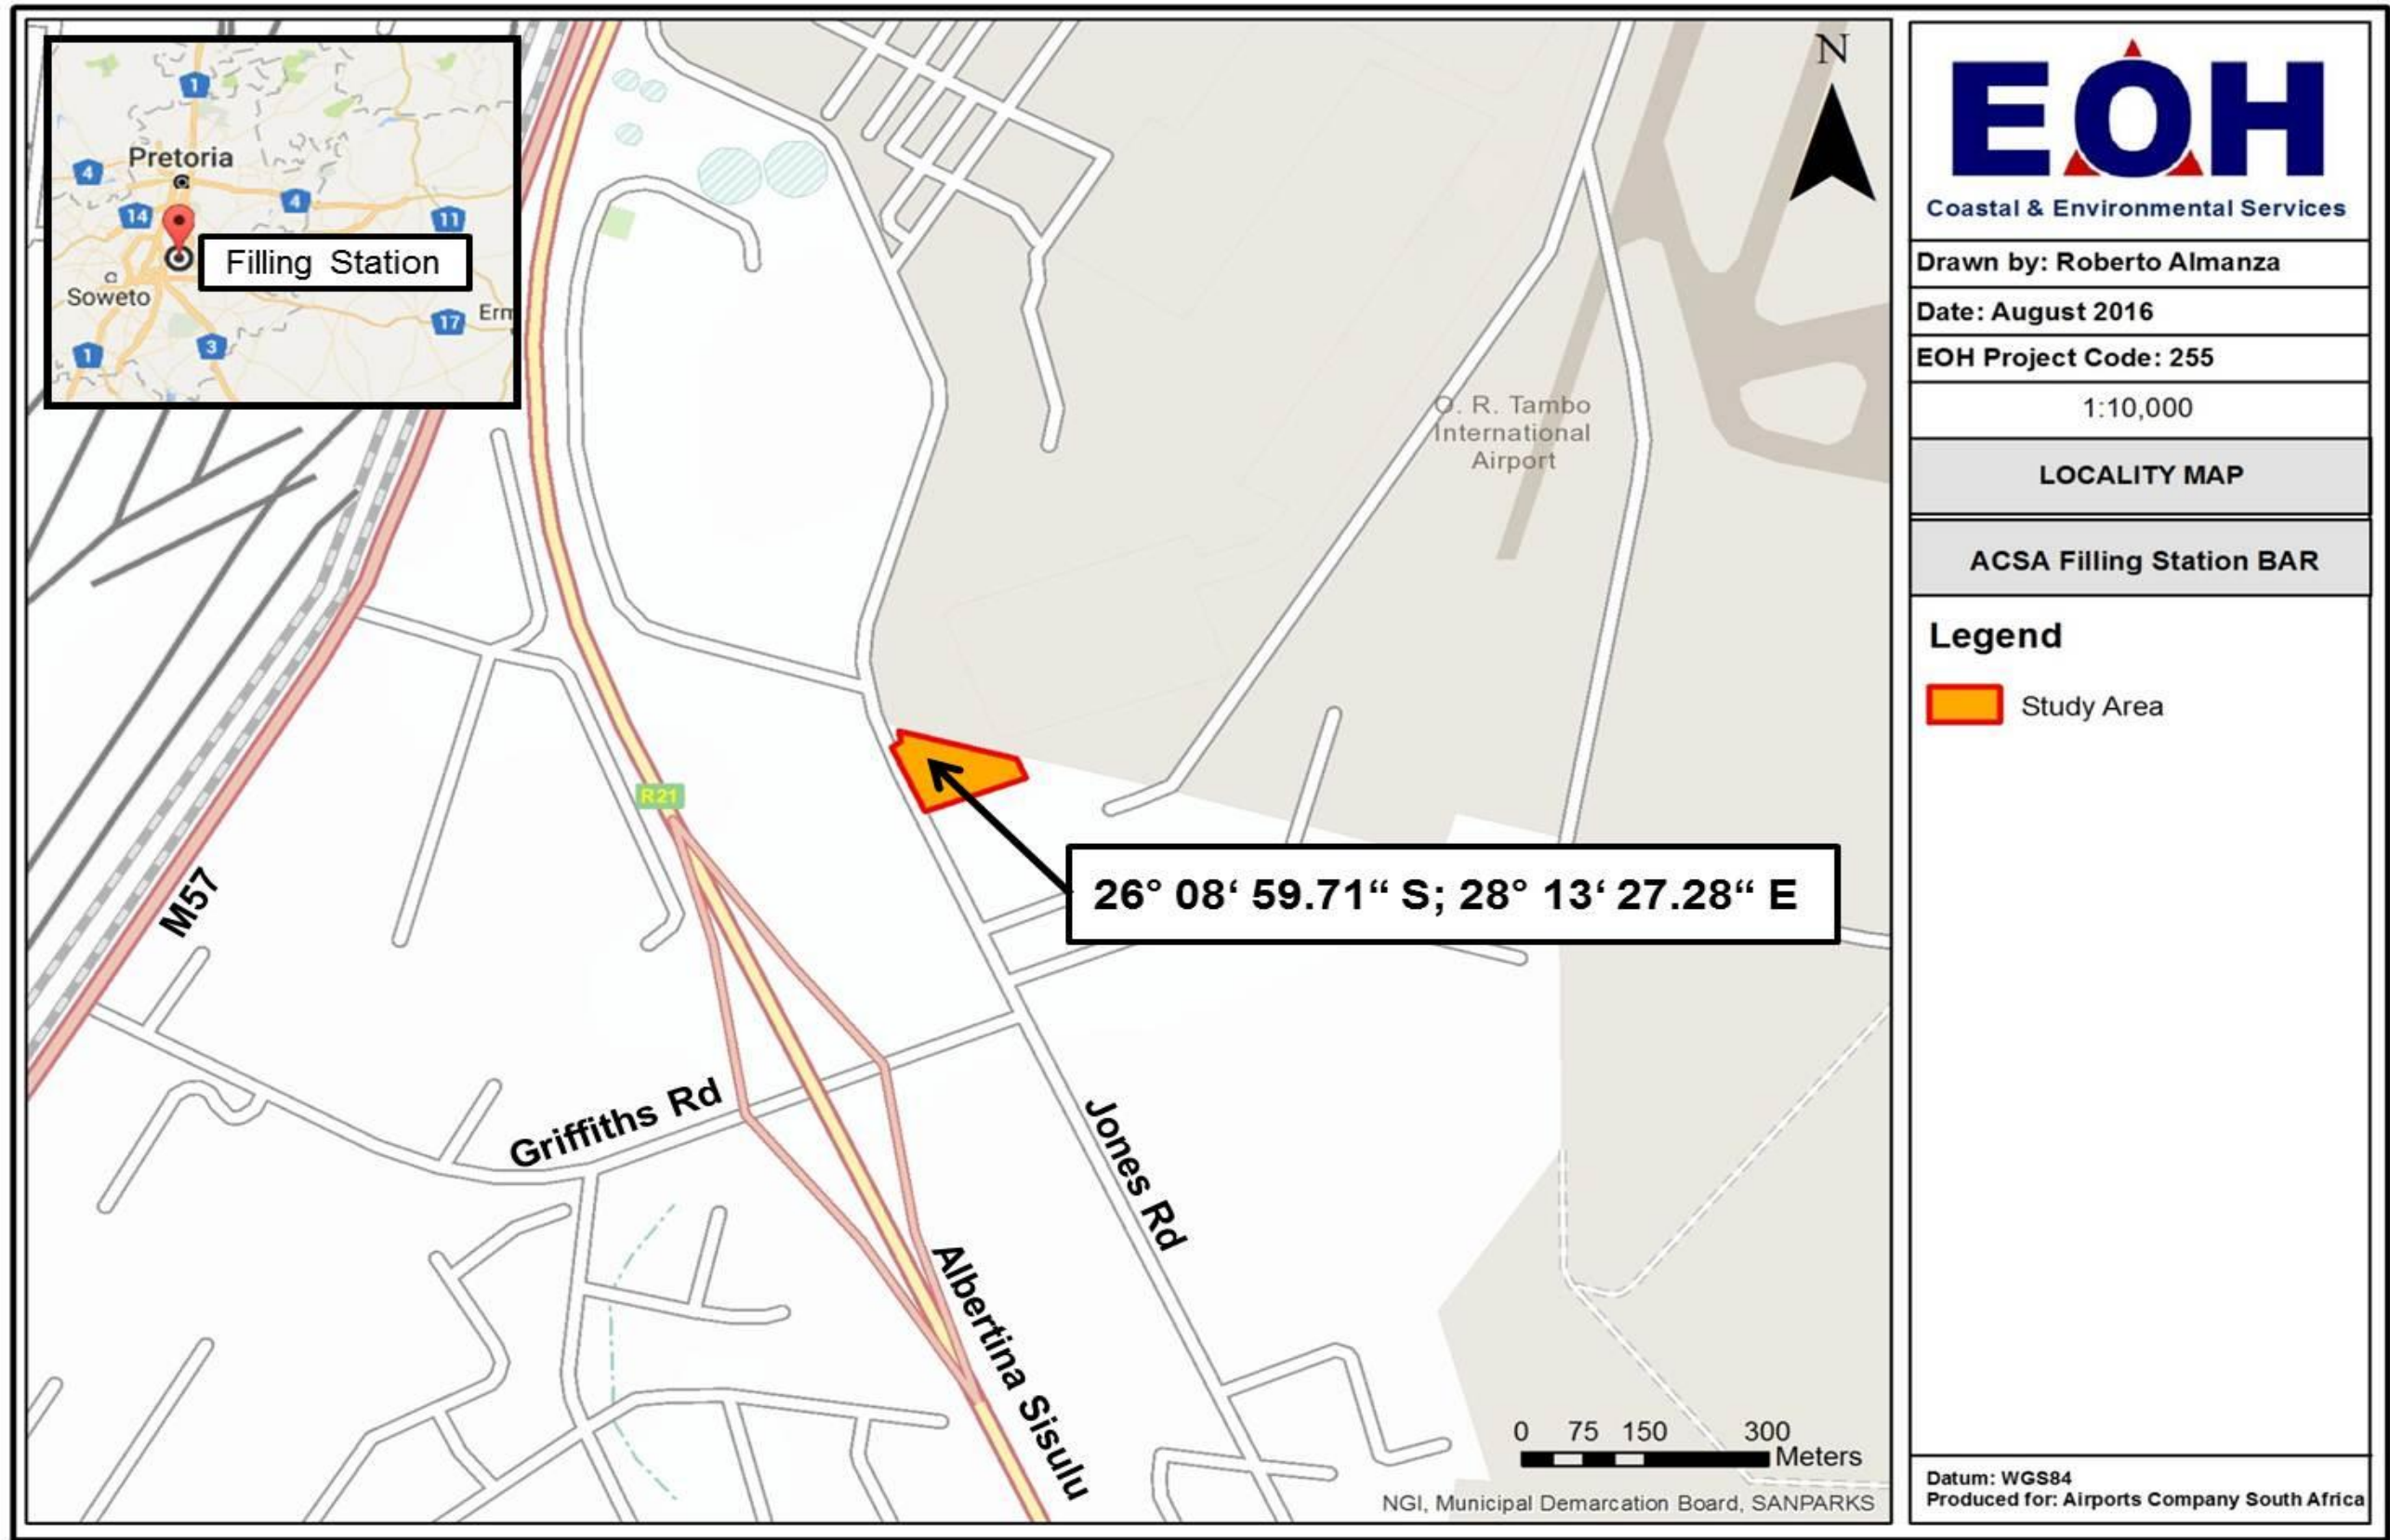 1
Pretoria
4
4
14
11
Filling Station
Soweto
Erm
17
3
1
N
O. R. Tambo
International
Airport
R21
26° 08‘ 59.71“ S; 28° 13‘ 27.28“ E
M57
Griffiths Rd
Jones Rd
Albertina Sisulu
0 75 150 300
Meters
NGI, Municipal Demarcation Board, SANPARKS
EOH
Coastal & Environmental Services
Drawn by: Roberto Almanza
Date: August 2016
EOH Project Code: 255
1:10,000
LOCALITY MAP
ACSA Filling Station BAR
Legend
Study Area
Datum: WGS84
Produced for: Airports Company South Africa